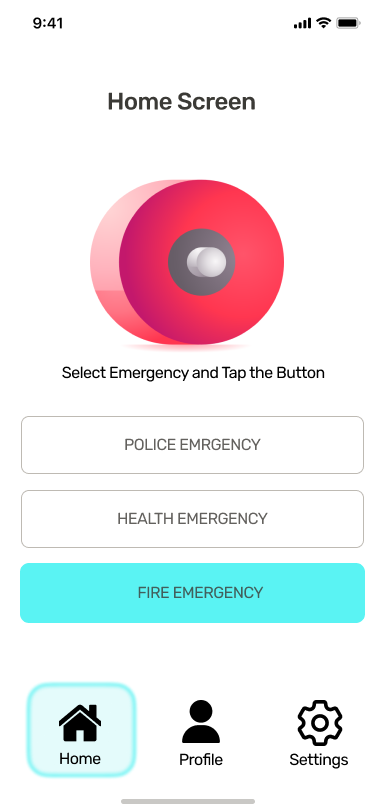 9:41
Home Screen
Select Emergency and Tap the Button
POLICE EMRGENCY
HEALTH EMERGENCY
FIRE EMERGENCY
Home Profile Settings